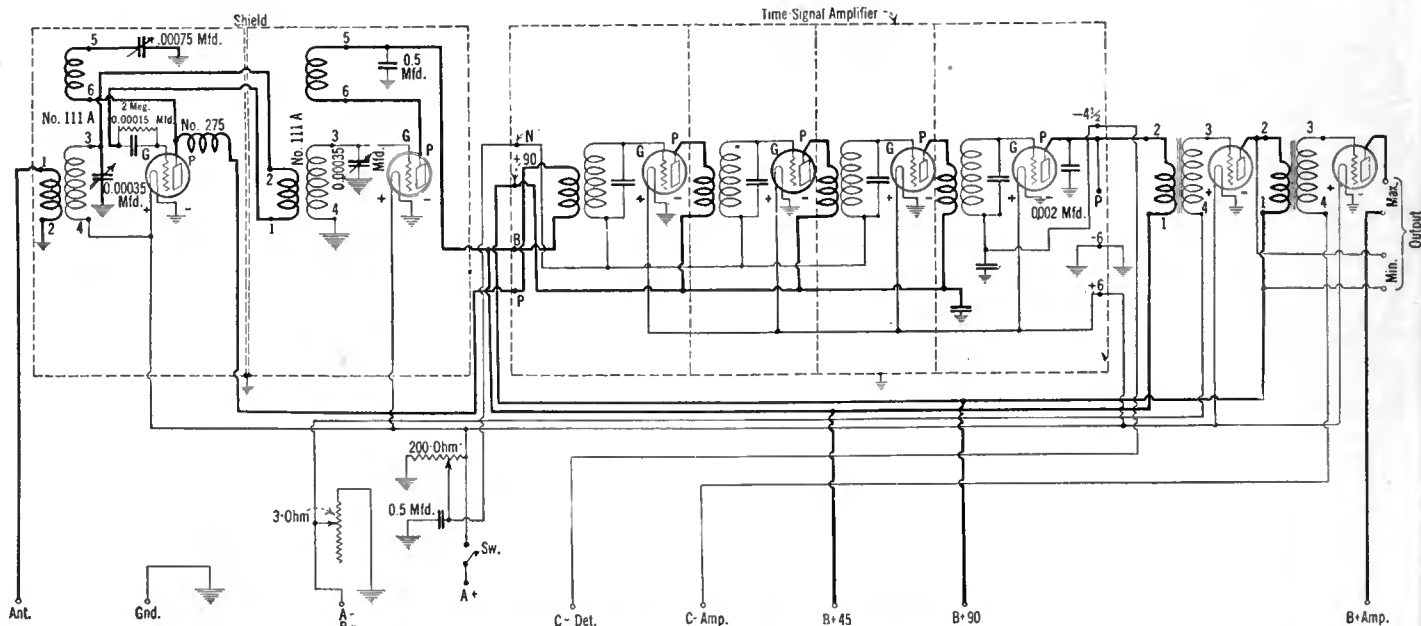 Shield
Time-Signal Amplifier
5
.00075 Mfd.
5
0.5
Mfd.
6
6
2 Meg.
0.00015 Mfd.
No. 111 A
3
G
P
No. 275
1
0.00035
Mfd.
+
-
2
4
No. 111 A
2
3
0.00035
Mfd.
G
P
1
4
+
-
N
+90
B
P
G
P
+
-
G
P
+
-
G
P
+
-
G
P
+
-
0.002 Mfd.
-4½
P
-6
+6
2
3
1
4
+
-
2
3
1
4
+
-
Max.
Min.
Output
200-Ohm
3-Ohm
0.5 Mfd.
Sw.
A+
Ant.
Gnd.
A-
C- Det.
C- Amp.
B+45
B+90
B+Amp.